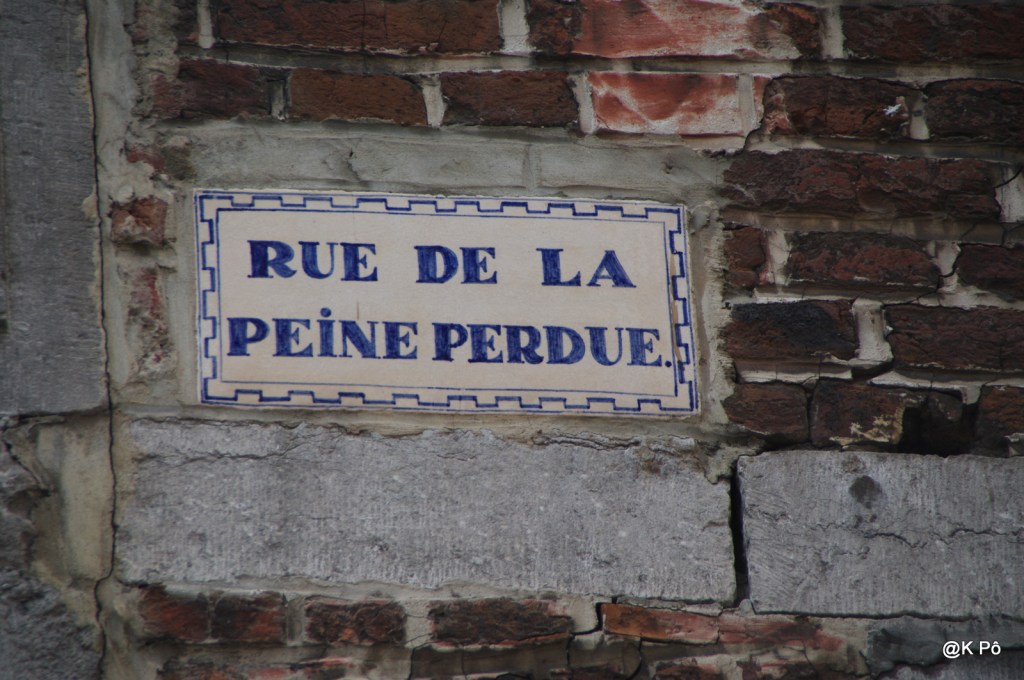 RUE DE LA
PEiNE PERDUE.
@K Pô